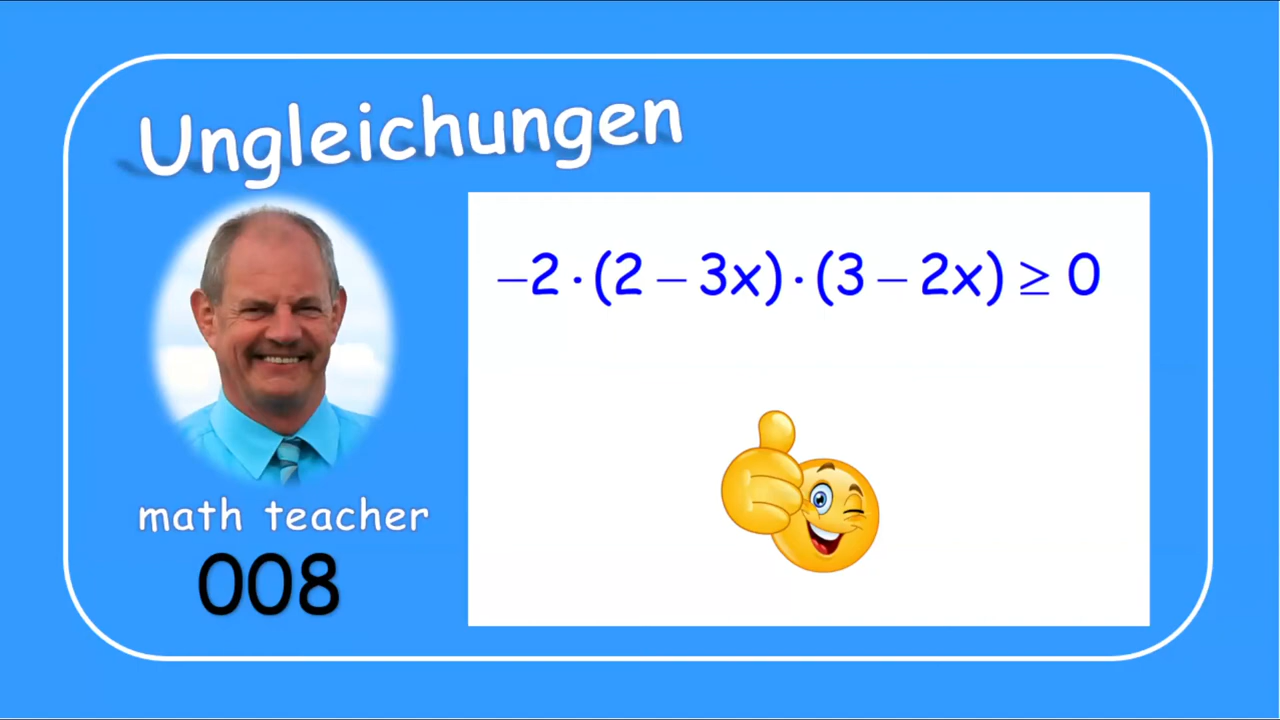 Ungleichungen
–2·(2 – 3x)·(3 – 2x) ≥ 0
math teacher
008